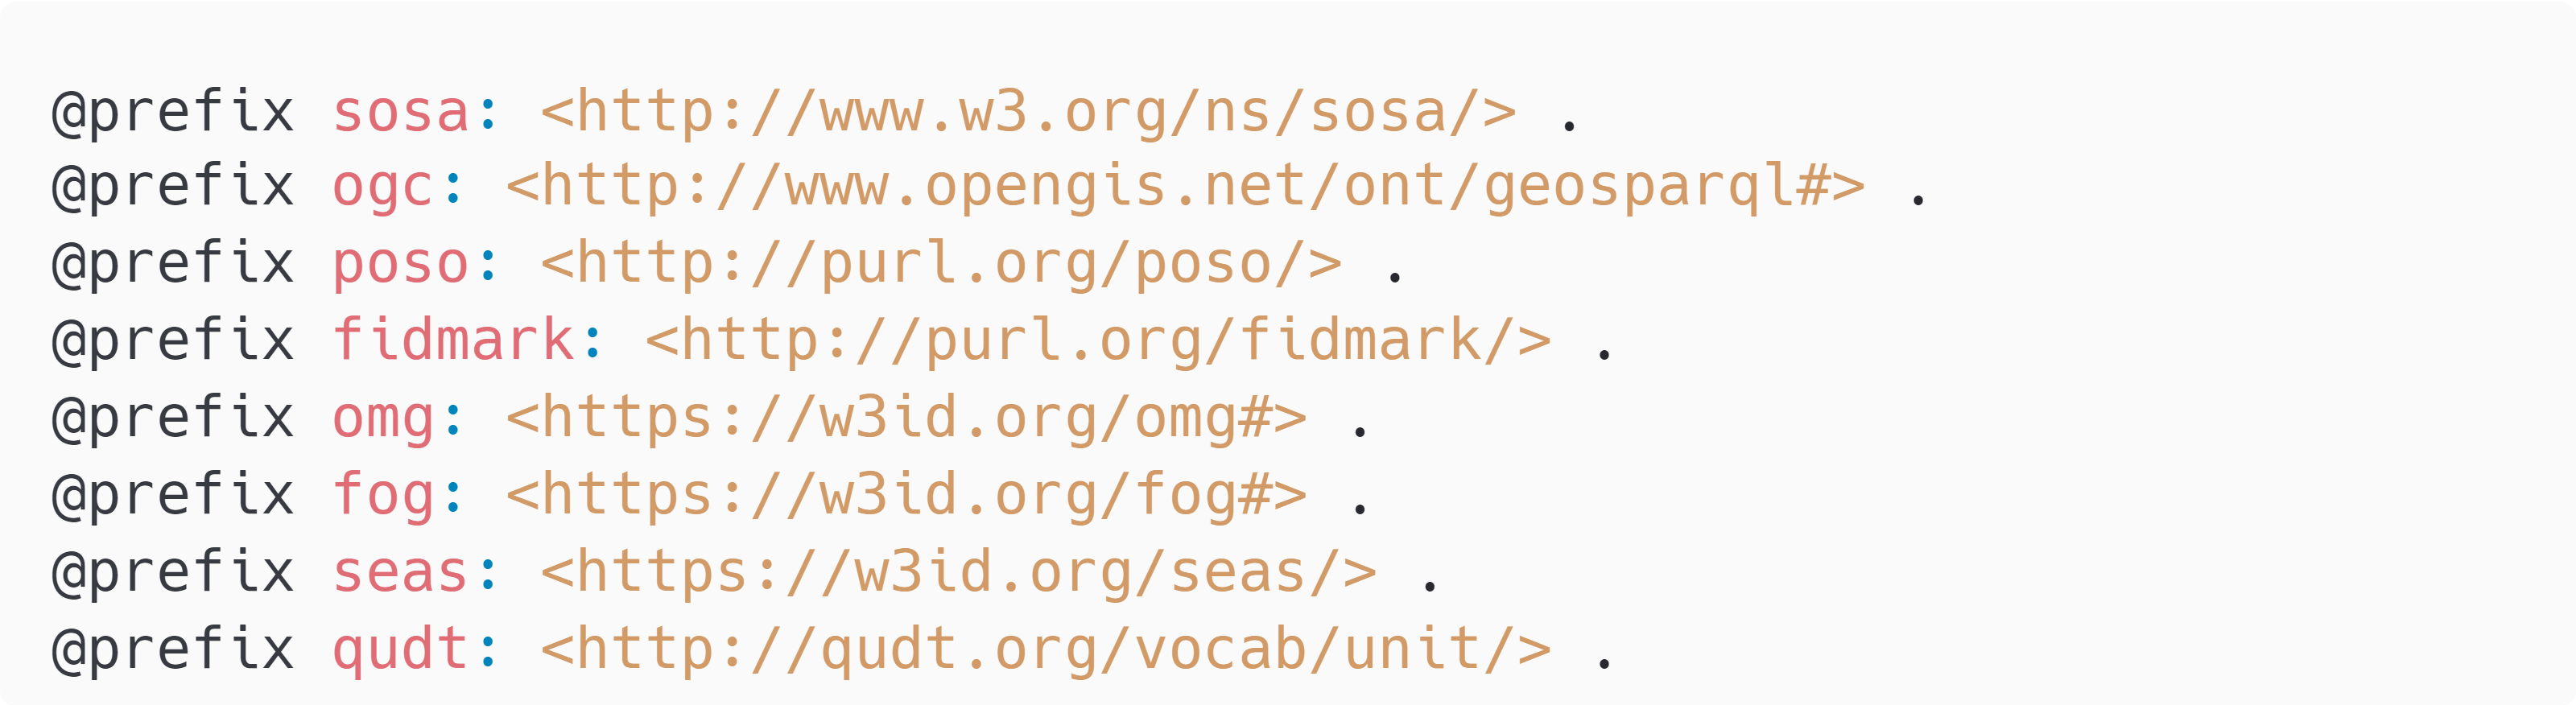 @prefix sosa: <http://www.w3.org/ns/sosa/> .
@prefix ogc: <http://www.opengis.net/ont/geosparql#> .
@prefix poso: <http://purl.org/poso/> .
@prefix fidmark: <http://purl.org/fidmark/> .
@prefix omg: <https://w3id.org/omg#> .
@prefix fog: <https://w3id.org/fog#> .
@prefix seas: <https://w3id.org/seas/> .
@prefix qudt: <http://qudt.org/vocab/unit/> .